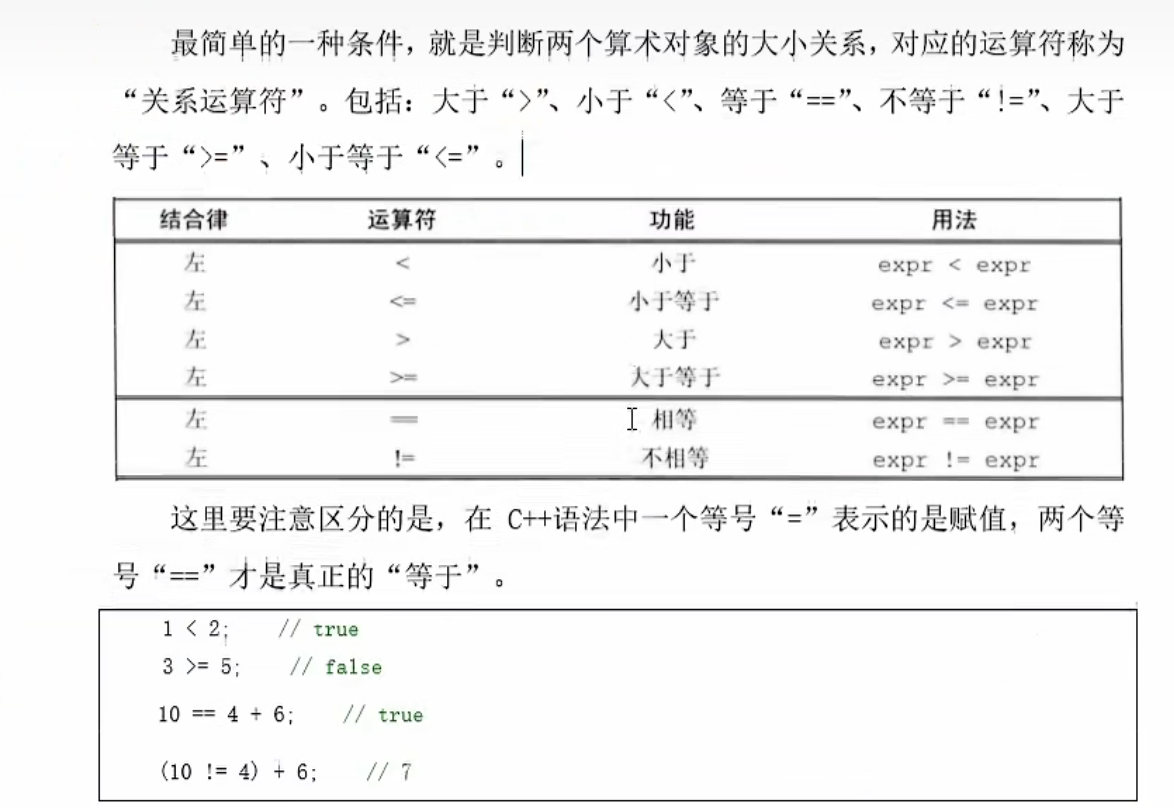 最简单的一种条件，就是判断两个算术对象的大小关系，对应的运算符称为
“关系运算符”。包括：大于“>”、小于“<”、等于“==”、不等于“!=”、大于
等于“>=”、小于等于“<=”。
结合律 运算符 功能 用法
左 < 小于 expr < expr
左 <= 小于等于 expr <= expr
左 > 大于 expr > expr
左 >= 大于等于 expr >= expr
左 == 相等 expr == expr
左 != 不相等 expr != expr
这里要注意区分的是，在 C++语法中一个等号“=”表示的是赋值，两个等
号“==”才是真正的“等于”。
1 < 2; // true
3 >= 5; // false
10 == 4 + 6; // true
(10 != 4) + 6; // 7